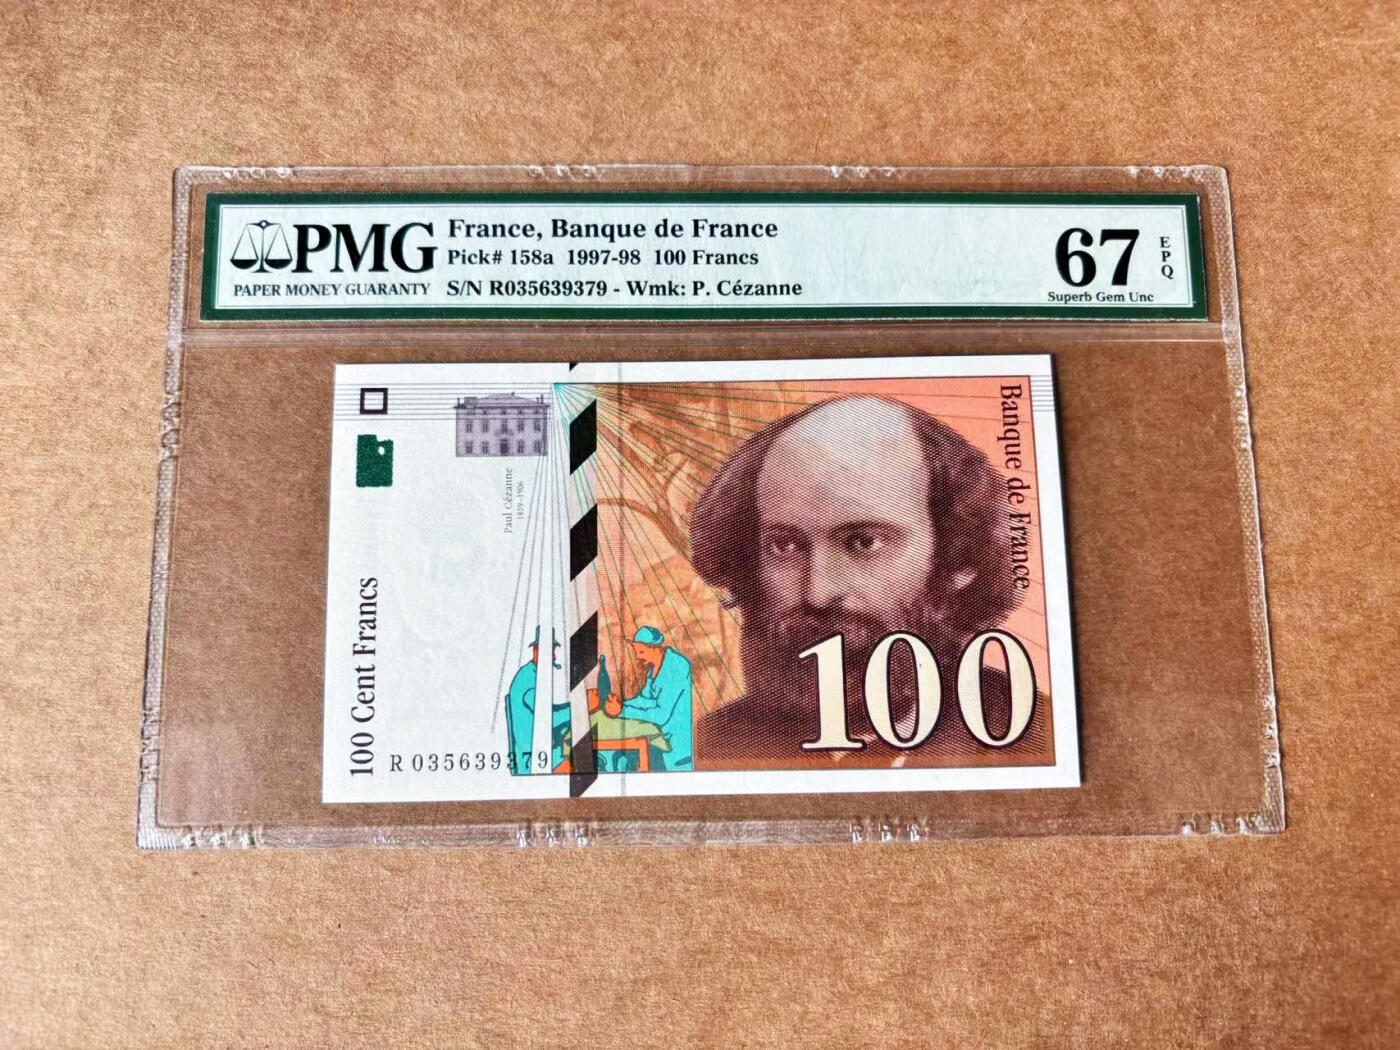 PMG
PAPER MONEY GUARANTY
France, Banque de France
Pick# 158a 1997-98 100 Francs
S/N R035639379 - Wmk: P. Cézanne
67
EPQ
Superb Gem Unc
Banque de France
Paul Cézanne
1839-1906
100 Cent Francs
R 035639379
100